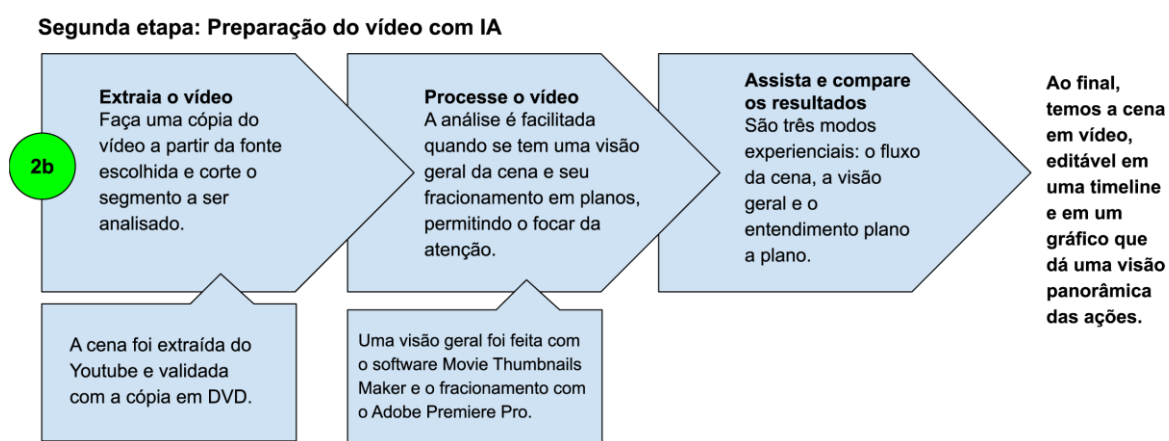 Segunda etapa: Preparação do vídeo com IA
2b
Extraia o vídeo
Faça uma cópia do
vídeo a partir da fonte
escolhida e corte o
segmento a ser
analisado.
A cena foi extraída do
Youtube e validada
com a cópia em DVD.
Processe o vídeo
A análise é facilitada
quando se tem uma visão
geral da cena e seu
fracionamento em planos,
permitindo o focar da
atenção.
Uma visão geral foi feita com
o software Movie Thumbnails
Maker e o fracionamento com
o Adobe Premiere Pro.
Assista e compare
os resultados
São três modos
experienciais: o fluxo
da cena, a visão
geral e o
entendimento plano
a plano.
Ao final,
temos a cena
em vídeo,
editável em
uma timeline
e em um
gráfico que
dá uma visão
panorâmica
das ações.